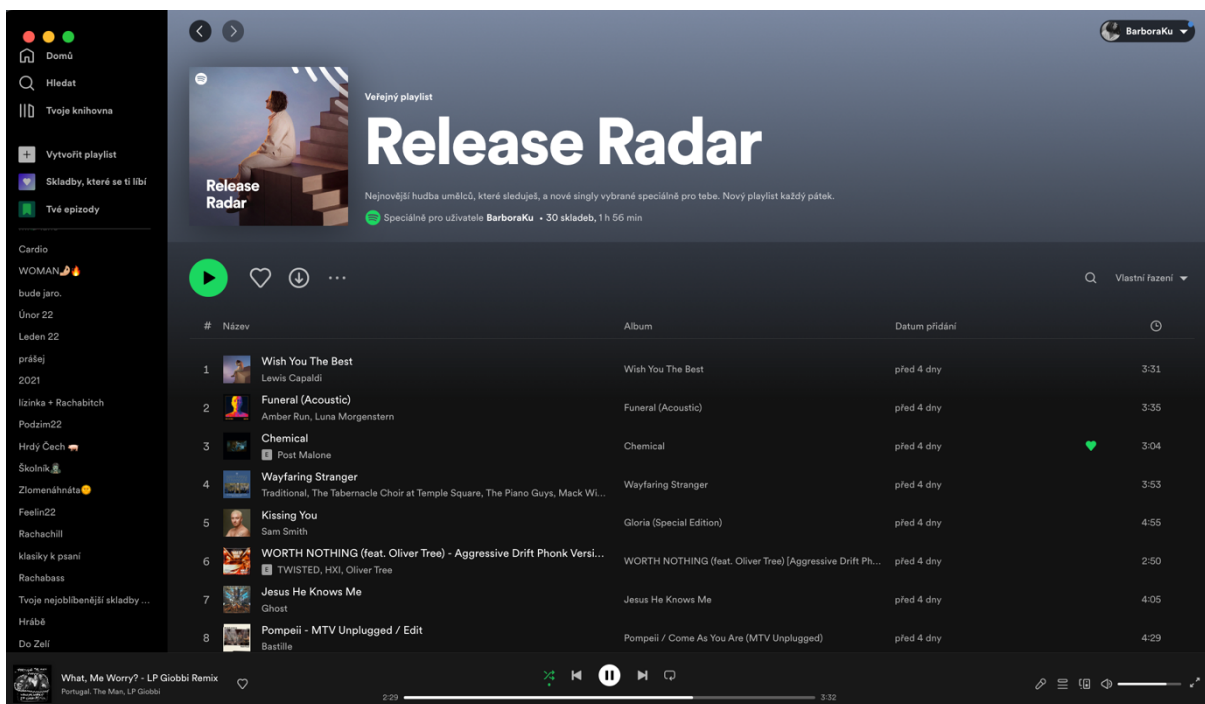 Domů
Hledat
Tvoje knihovna
Vytvořit playlist
Skladby, které se ti líbí
Tvé epizody
Cardio
WOMAN🤌🏻🔥
bude jaro.
Únor 22
Leden 22
prášej
2021
lízinka + Rachabitch
Podzim22
Hrdý Čech
Školník
Zlomenáhnáta
Feelin22
Rachachill
klasiky k psaní
Rachabass
Tvoje nejoblíbenější skladby ...
Hrábě
Do Zelí
BarboraKu
Release
Radar
Veřejný playlist
Release Radar
Nejnovější hudba umělců, které sleduješ, a nové singly vybrané speciálně pro tebe. Nový playlist každý pátek.
Speciálně pro uživatele BarboraKu • 30 skladeb, 1 h 56 min
Vlastní řazení
# Název Album Datum přidání
1 Wish You The Best Wish You The Best před 4 dny 3:31
Lewis Capaldi
2 Funeral (Acoustic) Funeral (Acoustic) před 4 dny 3:35
Amber Run, Luna Morgenstern
3 Chemical Chemical před 4 dny 3:04
E Post Malone
4 Wayfaring Stranger Wayfaring Stranger před 4 dny 3:53
Traditional, The Tabernacle Choir at Temple Square, The Piano Guys, Mack Wi...
5 Kissing You Gloria (Special Edition) před 4 dny 4:55
Sam Smith
6 WORTH NOTHING (feat. Oliver Tree) - Aggressive Drift Phonk Versi... WORTH NOTHING (feat. Oliver Tree) [Aggressive Drift Ph... před 4 dny 2:50
E TWISTED, HXI, Oliver Tree
7 Jesus He Knows Me Jesus He Knows Me před 4 dny 4:05
Ghost
8 Pompeii - MTV Unplugged / Edit Pompeii / Come As You Are (MTV Unplugged) před 4 dny 4:29
Bastille
What, Me Worry? - LP Giobbi Remix
Portugal. The Man, LP Giobbi
2:29 3:32